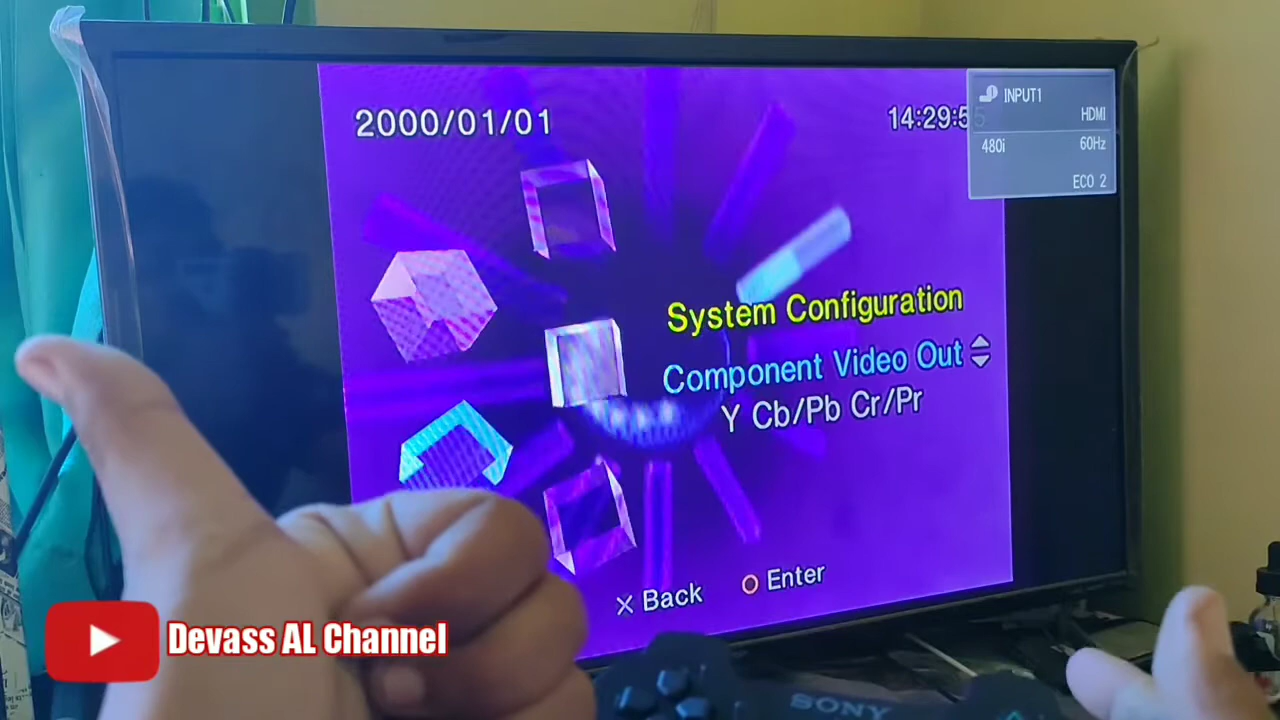 2000/01/01
14:29:55
INPUT1
HDMI
480i 60Hz
ECO 2
System Configuration
Component Video Out
Y Cb/Pb Cr/Pr
X Back O Enter
Devass AL Channel
SONY